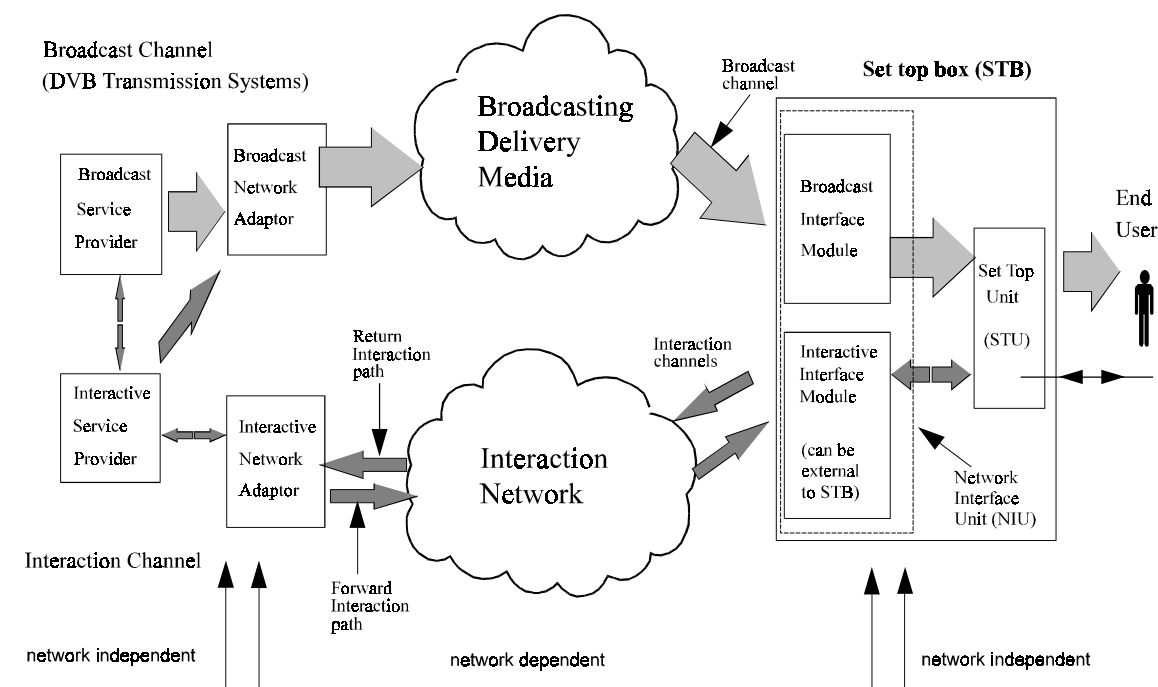 Broadcast Channel
(DVB Transmission Systems)
Broadcasting
Delivery
Media
Broadcast
channel
Set top box (STB)
Broadcast
Service
Provider
Broadcast
Network
Adaptor
Broadcast
Interface
Module
End
User
Set Top
Unit
(STU)
Return
Interaction
path
Interaction
channels
Interactive
Interface
Module
(can be
external
to STB)
Interactive
Service
Provider
Interactive
Network
Adaptor
Interaction
Network
Network
Interface
Unit (NIU)
Interaction Channel
Forward
Interaction
path
network independent
network dependent
network independent